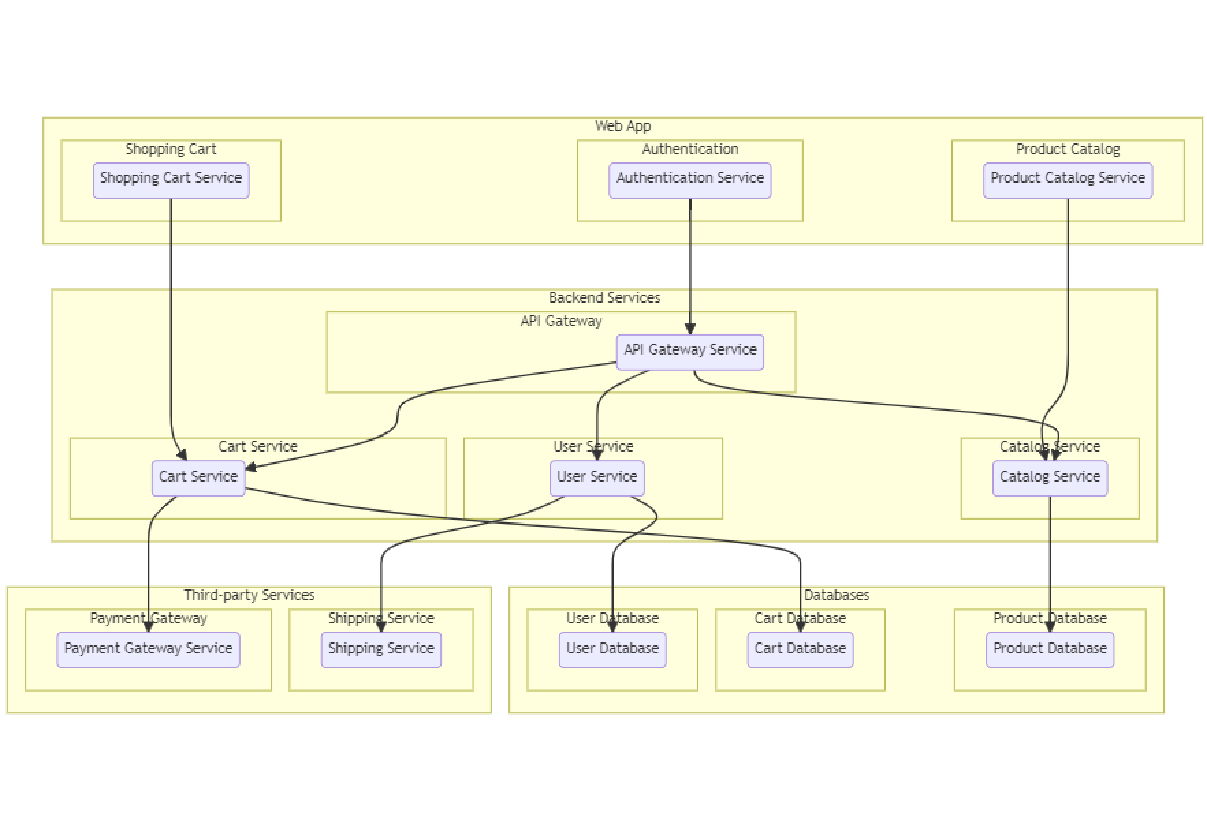 Web App
Shopping Cart
Authentication
Product Catalog
Shopping Cart Service
Authentication Service
Product Catalog Service
Backend Services
API Gateway
API Gateway Service
Cart Service
User Service
Catalog Service
Cart Service
User Service
Catalog Service
Third-party Services
Databases
Payment Gateway
Shipping Service
User Database
Cart Database
Product Database
Payment Gateway Service
Shipping Service
User Database
Cart Database
Product Database